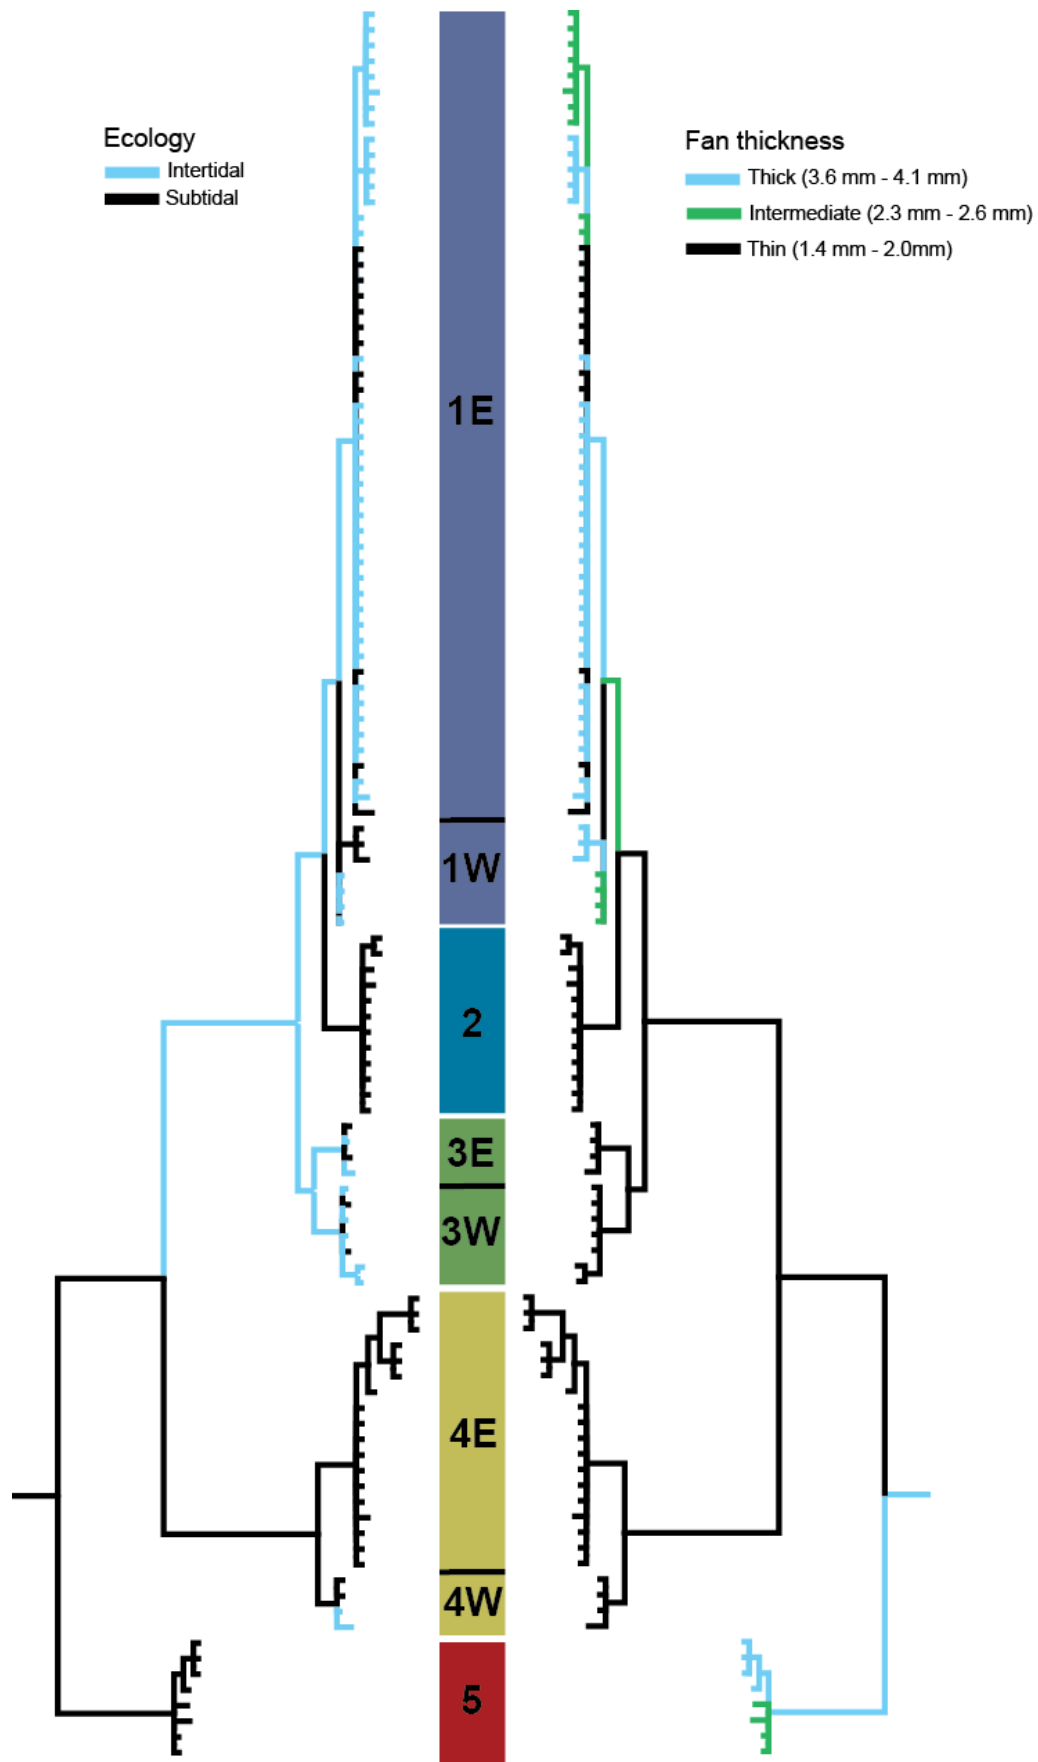 Ecology
Intertidal
Subtidal
Fan thickness
Thick (3.6 mm - 4.1 mm)
Intermediate (2.3 mm - 2.6 mm)
Thin (1.4 mm - 2.0mm)
1E
1W
2
3E
3W
4E
4W
5